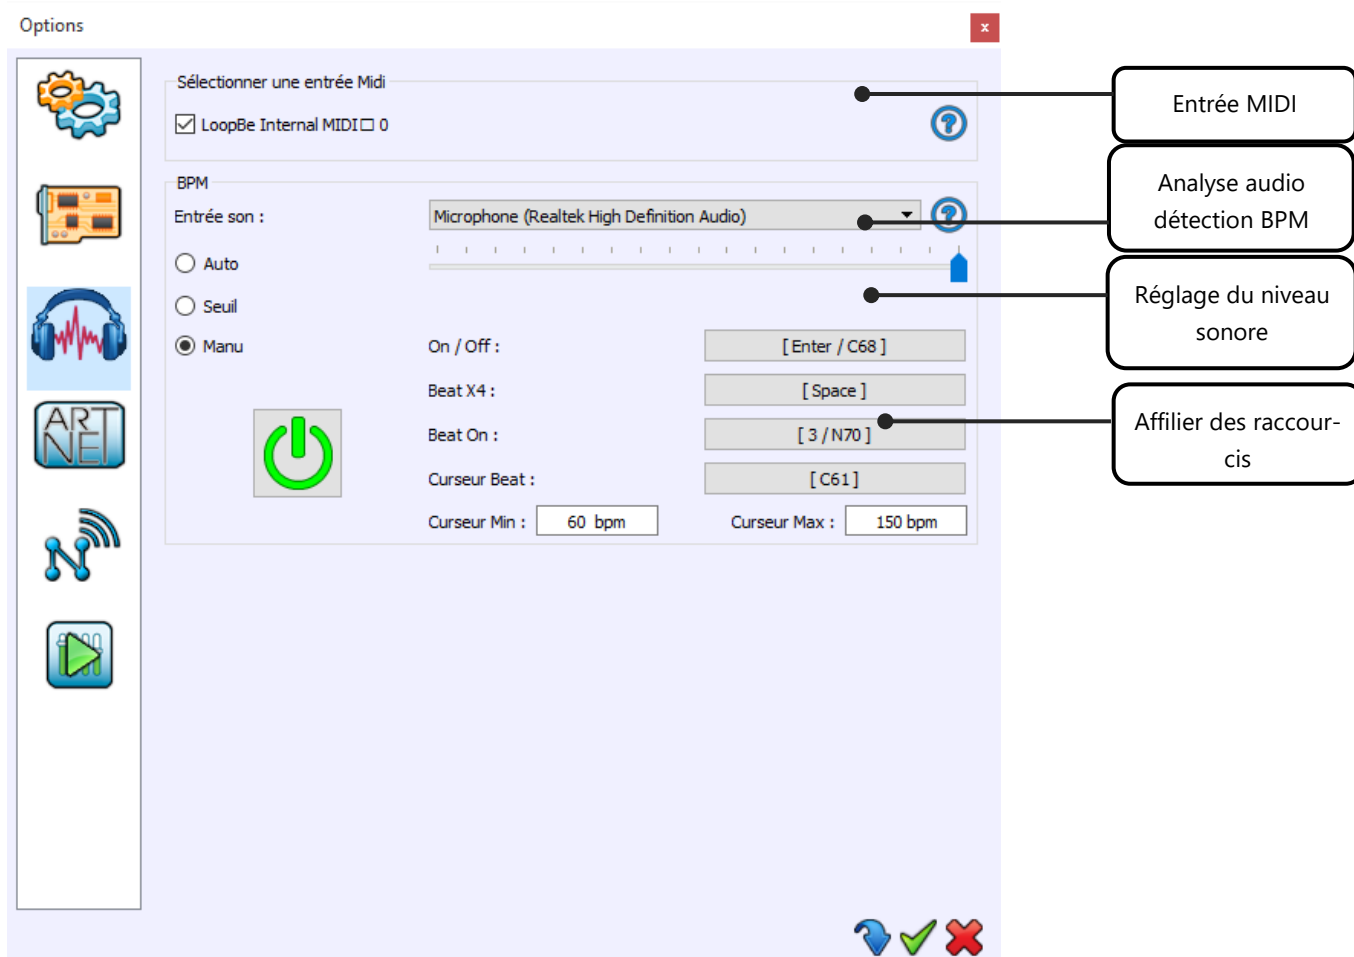 Options
x
Sélectionner une entrée Midi
LoopBe Internal MIDI□ 0
?
BPM
Entrée son :
Microphone (Realtek High Definition Audio)
?
Auto
Seuil
Manu
On / Off :
[ Enter / C68 ]
Beat X4 :
[ Space ]
Beat On :
[ 3 / N70 ]
Curseur Beat :
[ C61 ]
Curseur Min :
60 bpm
Curseur Max :
150 bpm
ART
NET
N
Entrée MIDI
Analyse audio
détection BPM
Réglage du niveau
sonore
Affilier des raccour-
cis